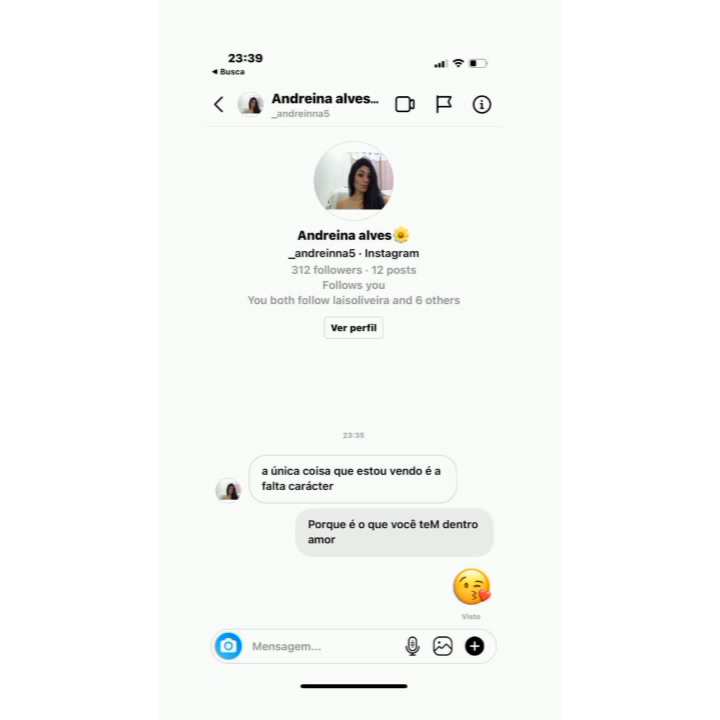 23:39
◀ Busca
Andreina alves...
_andreinna5
Andreina alves🌼
_andreinna5 · Instagram
312 followers · 12 posts
Follows you
You both follow laisoliveira and 6 others
Ver perfil
23:35
a única coisa que estou vendo é a
falta carácter
Porque é o que você teM dentro
amor
😘
Visto
Mensagem...